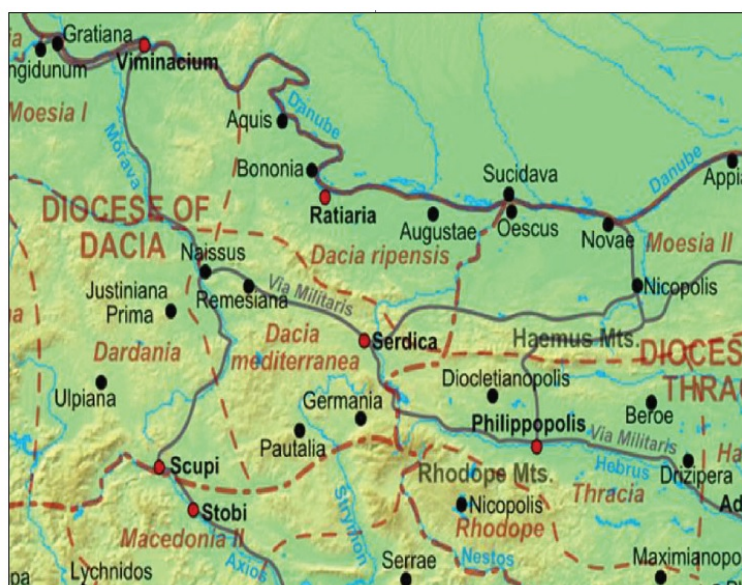 Gratiana
ngidunum
Viminacium
Moesia I
Morava
Aquis
Danube
Bononia
Ratiaria
Sucidava
Danube
Appia
Augustae
Oescus
Novae
Moesia II
DIOCESE OF
DACIA
Dacia ripensis
Naissus
Remesiana
Via Militaris
Nicopolis
Justiniana
Prima
Dacia
mediterranea
Serdica
Haemus Mts.
DIOCES
THRAC
Dardania
Ulpiana
Diocletianopolis
Germania
Pautalia
Philippopolis
Beroe
Via Militaris
Ha
Scupi
Rhodope Mts.
Hebrus
Drizipera
Stobi
Strymon
Nicopolis
Thracia
Ad
Macedonia II
Rhodope
Axios
Nestos
Lychnidos
Serrae
Maximianopo
pa